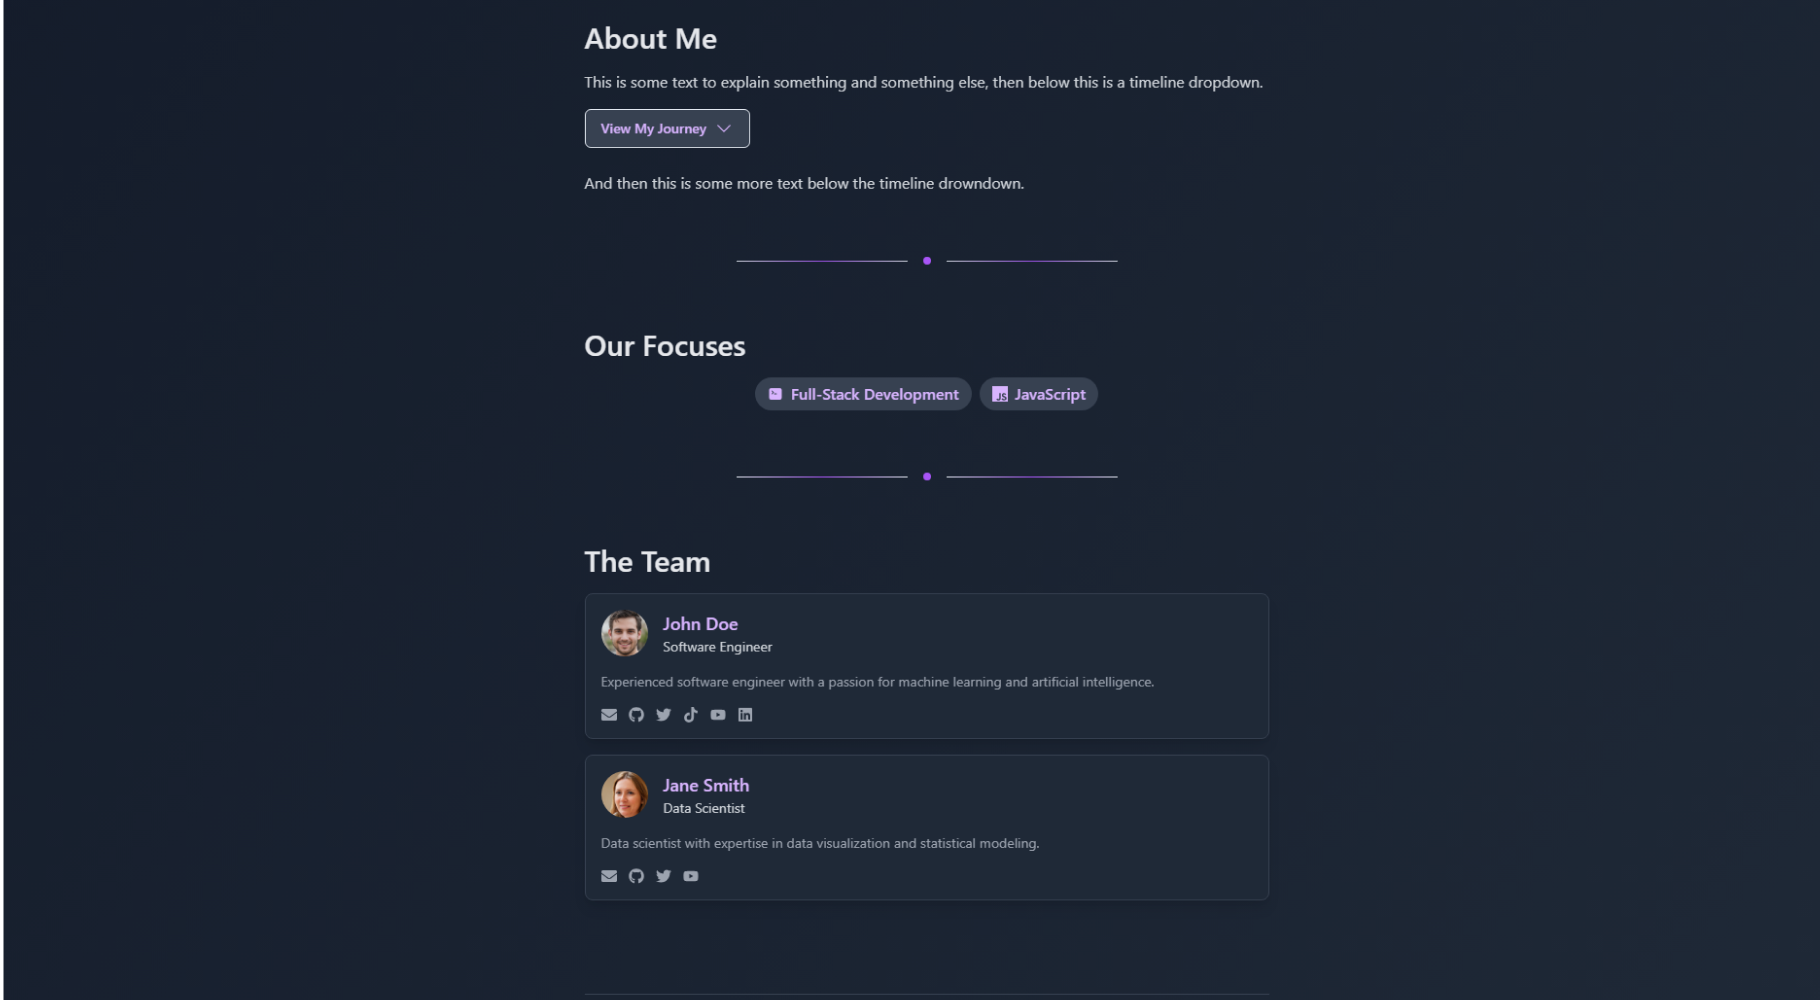 About Me
This is some text to explain something and something else, then below this is a timeline dropdown.
View My Journey
And then this is some more text below the timeline drowndown.
Our Focuses
Full-Stack Development JS JavaScript
The Team
John Doe
Software Engineer
Experienced software engineer with a passion for machine learning and artificial intelligence.
Jane Smith
Data Scientist
Data scientist with expertise in data visualization and statistical modeling.